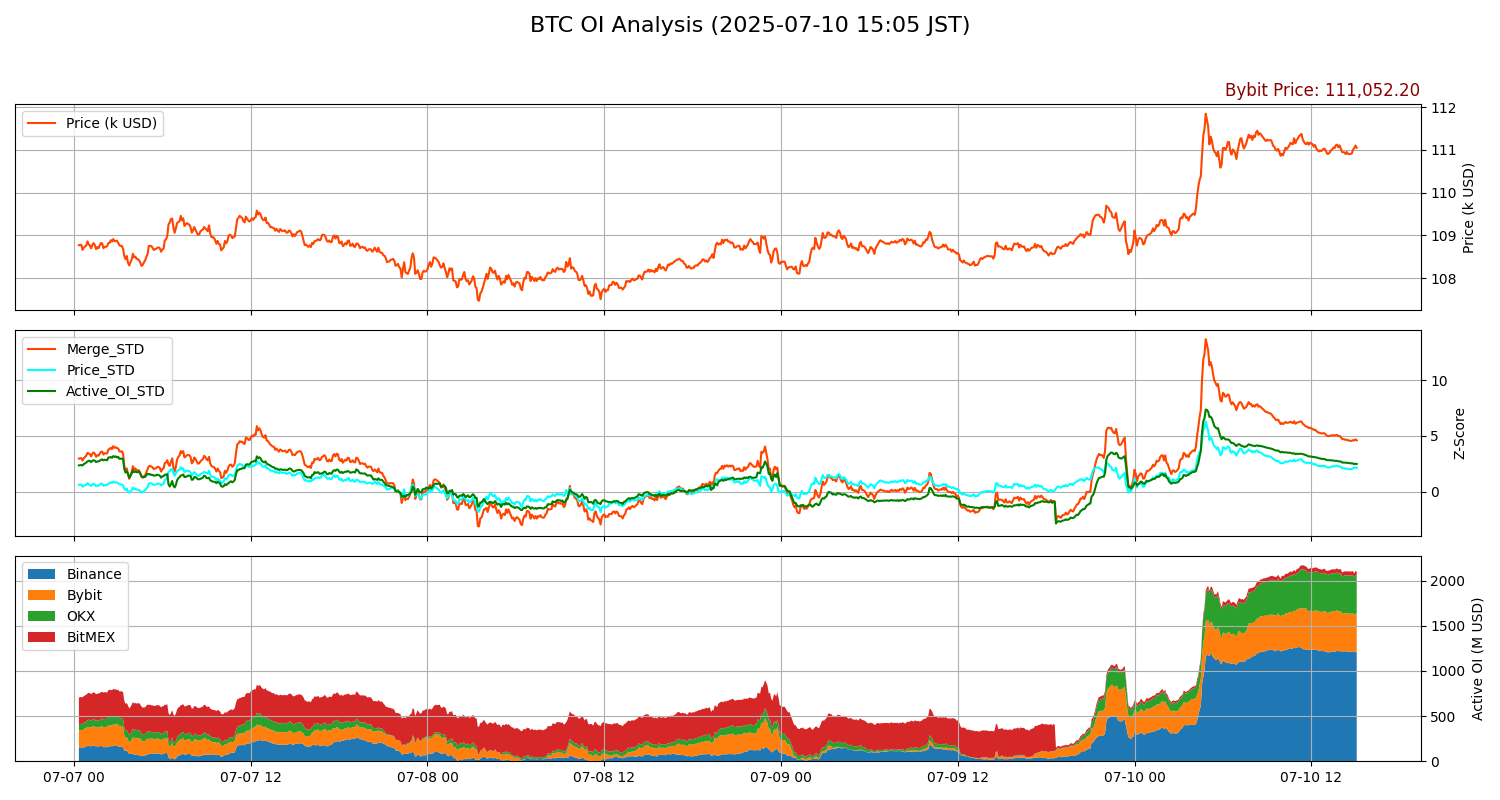 BTC OI Analysis (2025-07-10 15:05 JST)
Bybit Price: 111,052.20
Price (k USD)
112
111
110
109
108
Price (k USD)
Merge_STD
Price_STD
Active_OI_STD
10
5
0
Z-Score
Binance
Bybit
OKX
BitMEX
2000
1500
1000
500
0
Active OI (M USD)
07-07 00
07-07 12
07-08 00
07-08 12
07-09 00
07-09 12
07-10 00
07-10 12